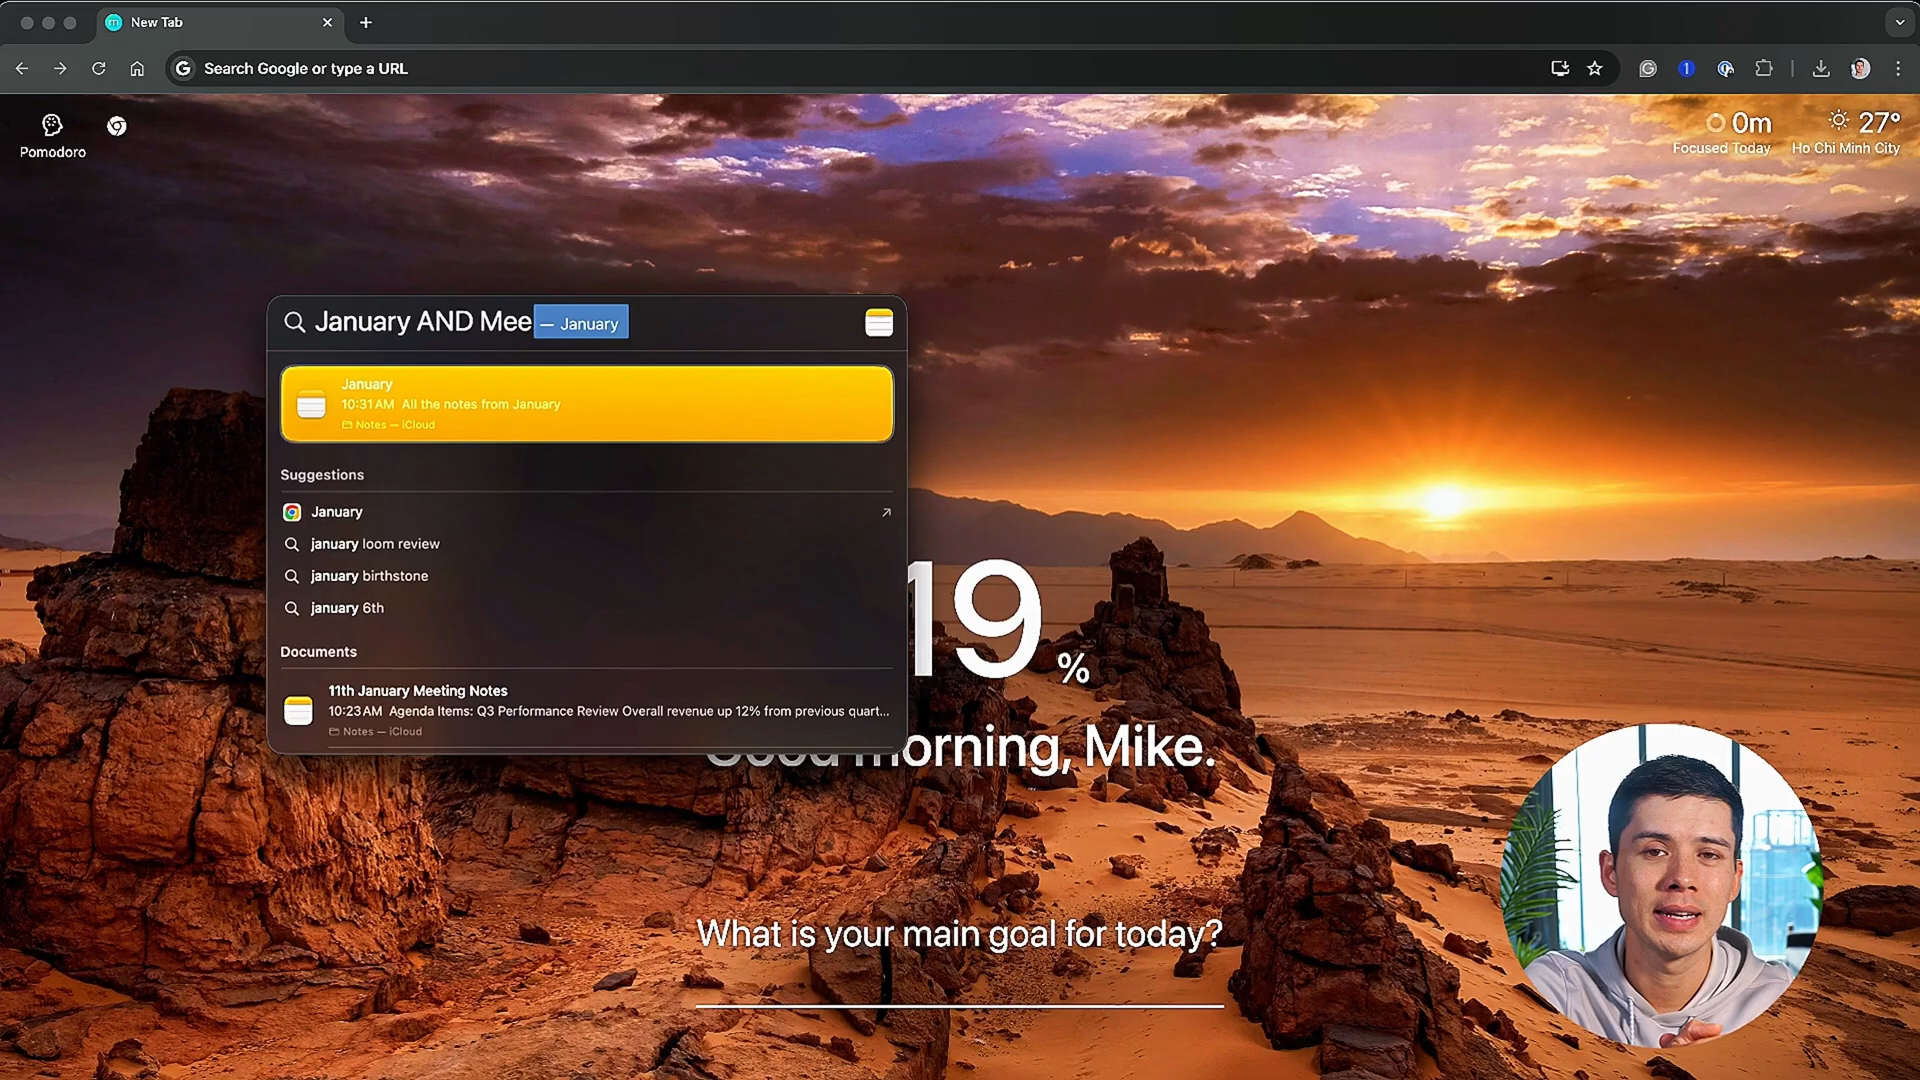 New Tab
Search Google or type a URL
Pomodoro
0m
Focused Today
27°
Ho Chi Minh City
January AND Mee — January
January
10:31 AM All the notes from January
Notes — iCloud
Suggestions
January
january loom review
january birthstone
january 6th
Documents
11th January Meeting Notes
10:23 AM Agenda Items: Q3 Performance Review Overall revenue up 12% from previous quart...
Notes — iCloud
19 %
Good morning, Mike.
What is your main goal for today?